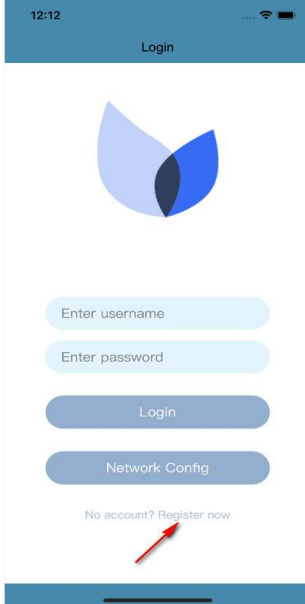 12:12
Login
Enter username
Enter password
Login
Network Config
No account? Register now